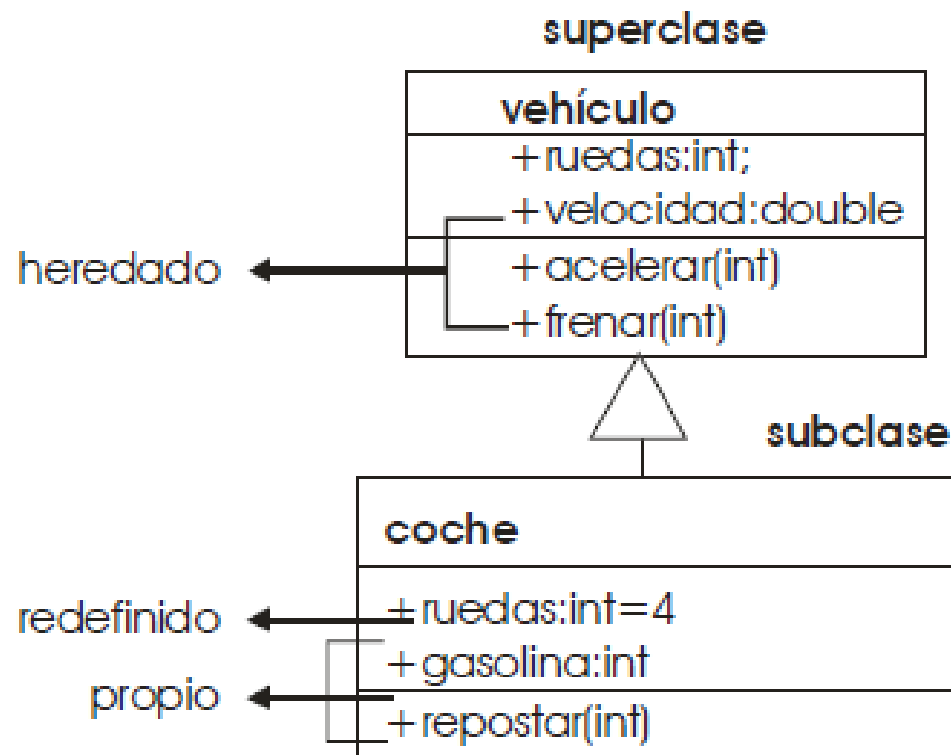 superclase
vehículo
+ruedas:int;
+velocidad:double
heredado
+acelerar(int)
+frenar(int)
subclase
coche
redefinido
+ruedas:int=4
+gasolina:int
propio
+repostar(int)